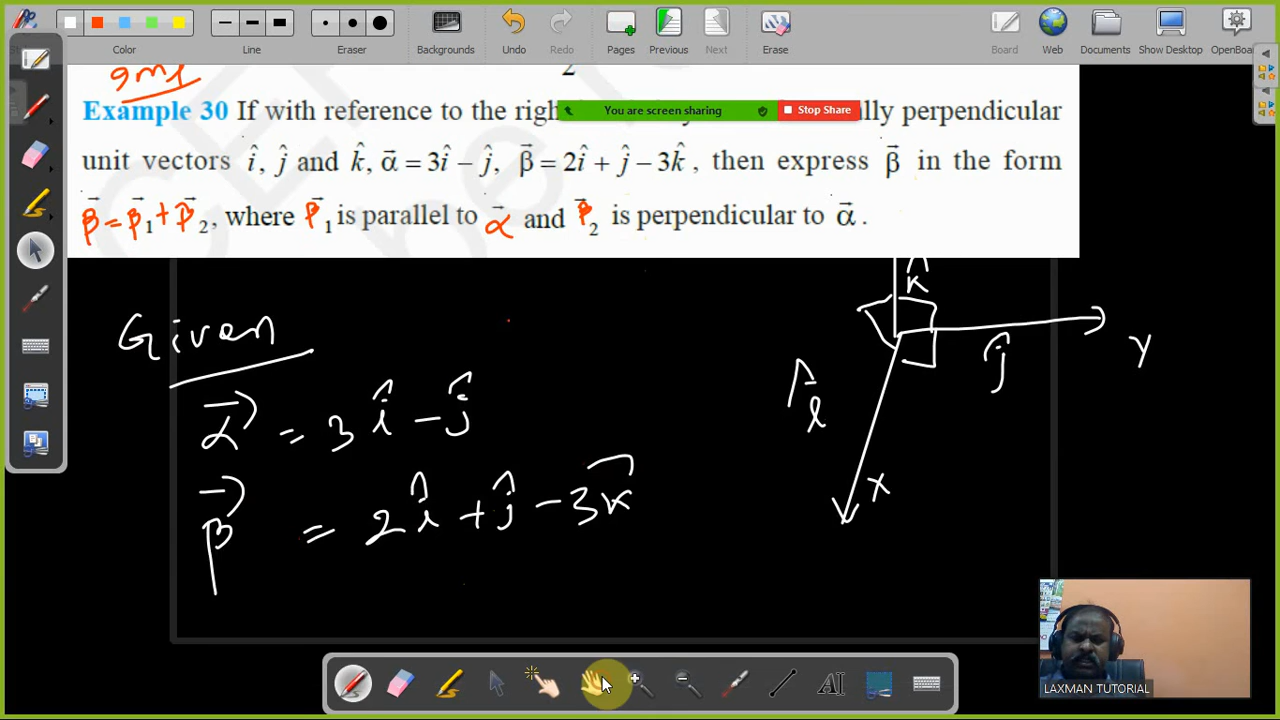 Color Line Eraser Backgrounds Undo Redo Pages Previous Next Erase Board Web Documents Show Desktop OpenBoa
2
Example 30 If with reference to the righ You are screen sharing Stop Share lly perpendicular
unit vectors î, ĵ and k̂, α⃗ = 3î − ĵ, β⃗ = 2î + ĵ − 3k̂, then express β⃗ in the form
β⃗ = β⃗₁ + β⃗₂, where β⃗₁ is parallel to α⃗ and β⃗₂ is perpendicular to α⃗.
k̂
Given
ĵ
Y
î
α⃗ = 3î − ĵ
x
β⃗ = 2î + ĵ − 3k̂
LAXMAN TUTORIAL